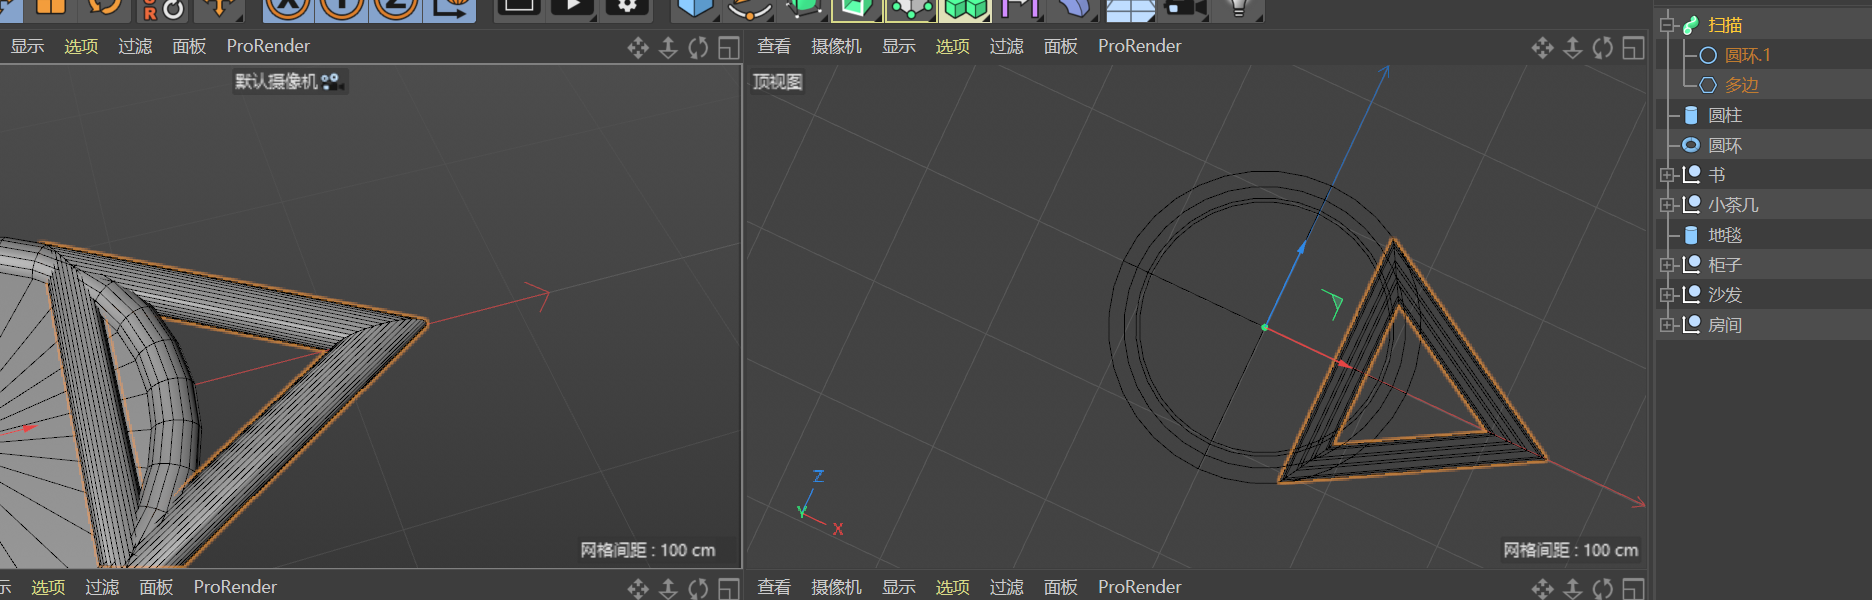 R
X Y Z
显示 选项 过滤 面板 ProRender
查看 摄像机 显示 选项 过滤 面板 ProRender
默认摄像机
顶视图
扫描
圆环.1
多边
圆柱
圆环
书
小茶几
地毯
柜子
沙发
房间
Z
Y
X
网格间距 : 100 cm
网格间距 : 100 cm
示 选项 过滤 面板 ProRender
查看 摄像机 显示 选项 过滤 面板 ProRender